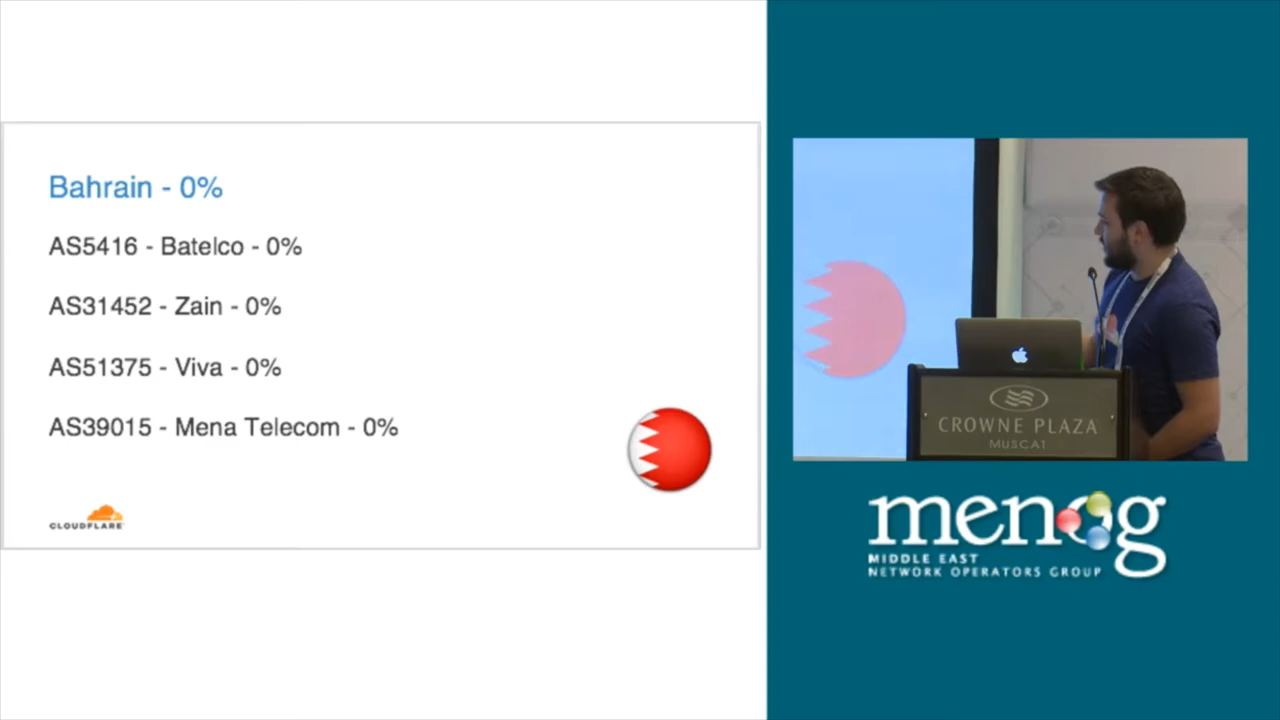 Bahrain - 0%
AS5416 - Batelco - 0%
AS31452 - Zain - 0%
AS51375 - Viva - 0%
AS39015 - Mena Telecom - 0%
CLOUDFLARE
CROWNE PLAZA
MUSCAT
menog
MIDDLE EAST
NETWORK OPERATORS GROUP